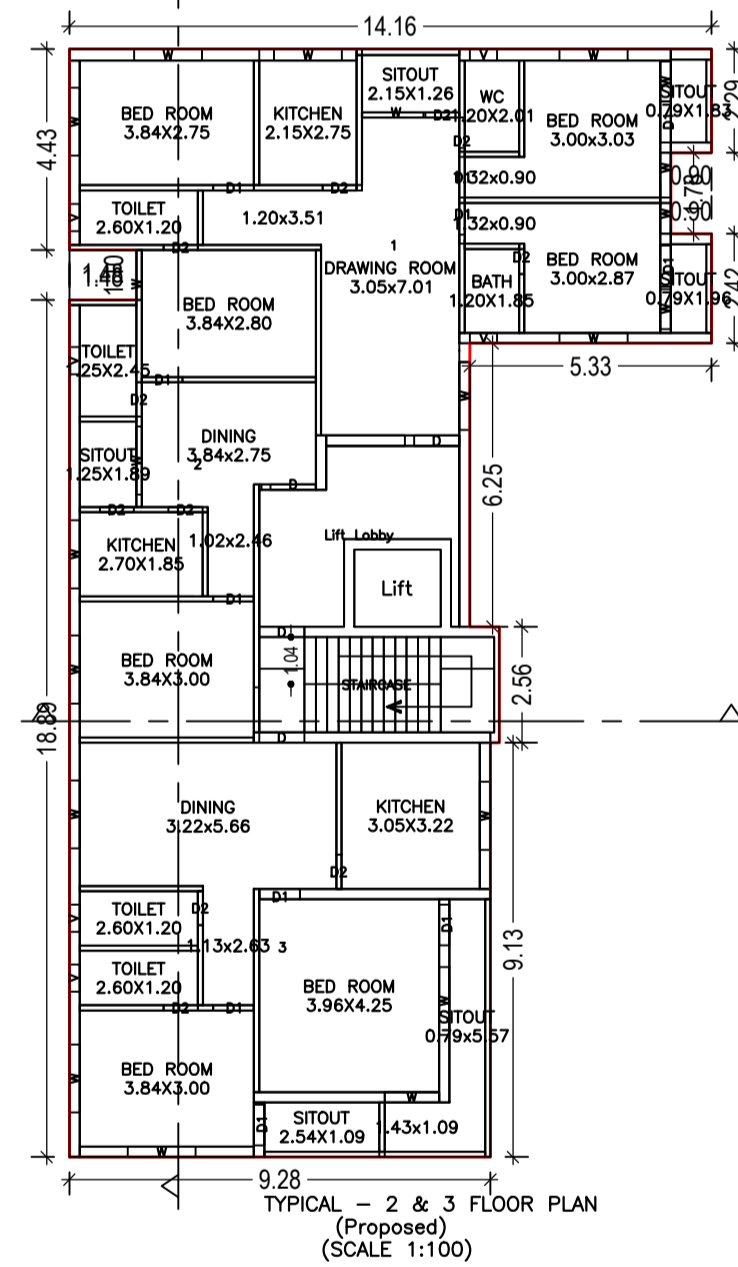 14.16
BED ROOM
3.84X2.75
KITCHEN
2.15X2.75
SITOUT
2.15X1.26
WC
1.20X2.01
BED ROOM
3.00x3.03
SITOUT
0.79X1.83
4.43
TOILET
2.60X1.20
1.20x3.51
1.32x0.90
0.90
4.78
1.32x0.90
0.90
1
DRAWING ROOM
3.05x7.01
BATH
1.20X1.85
BED ROOM
3.00x2.87
SITOUT
0.79X1.96
2.42
BED ROOM
3.84X2.80
5.33
TOILET
1.25X2.45
DINING
3.84x2.75
2
SITOUT
1.25X1.89
6.25
KITCHEN
2.70X1.85
1.02x2.46
Lift Lobby
Lift
BED ROOM
3.84X3.00
1.04
STAIRCASE
2.56
18.89
DINING
3.22x5.66
KITCHEN
3.05X3.22
TOILET
2.60X1.20
1.13x2.63 3
TOILET
2.60X1.20
BED ROOM
3.96X4.25
SITOUT
0.79x5.57
9.13
BED ROOM
3.84X3.00
SITOUT
2.54X1.09
1.43x1.09
9.28
TYPICAL - 2 & 3 FLOOR PLAN
(Proposed)
(SCALE 1:100)